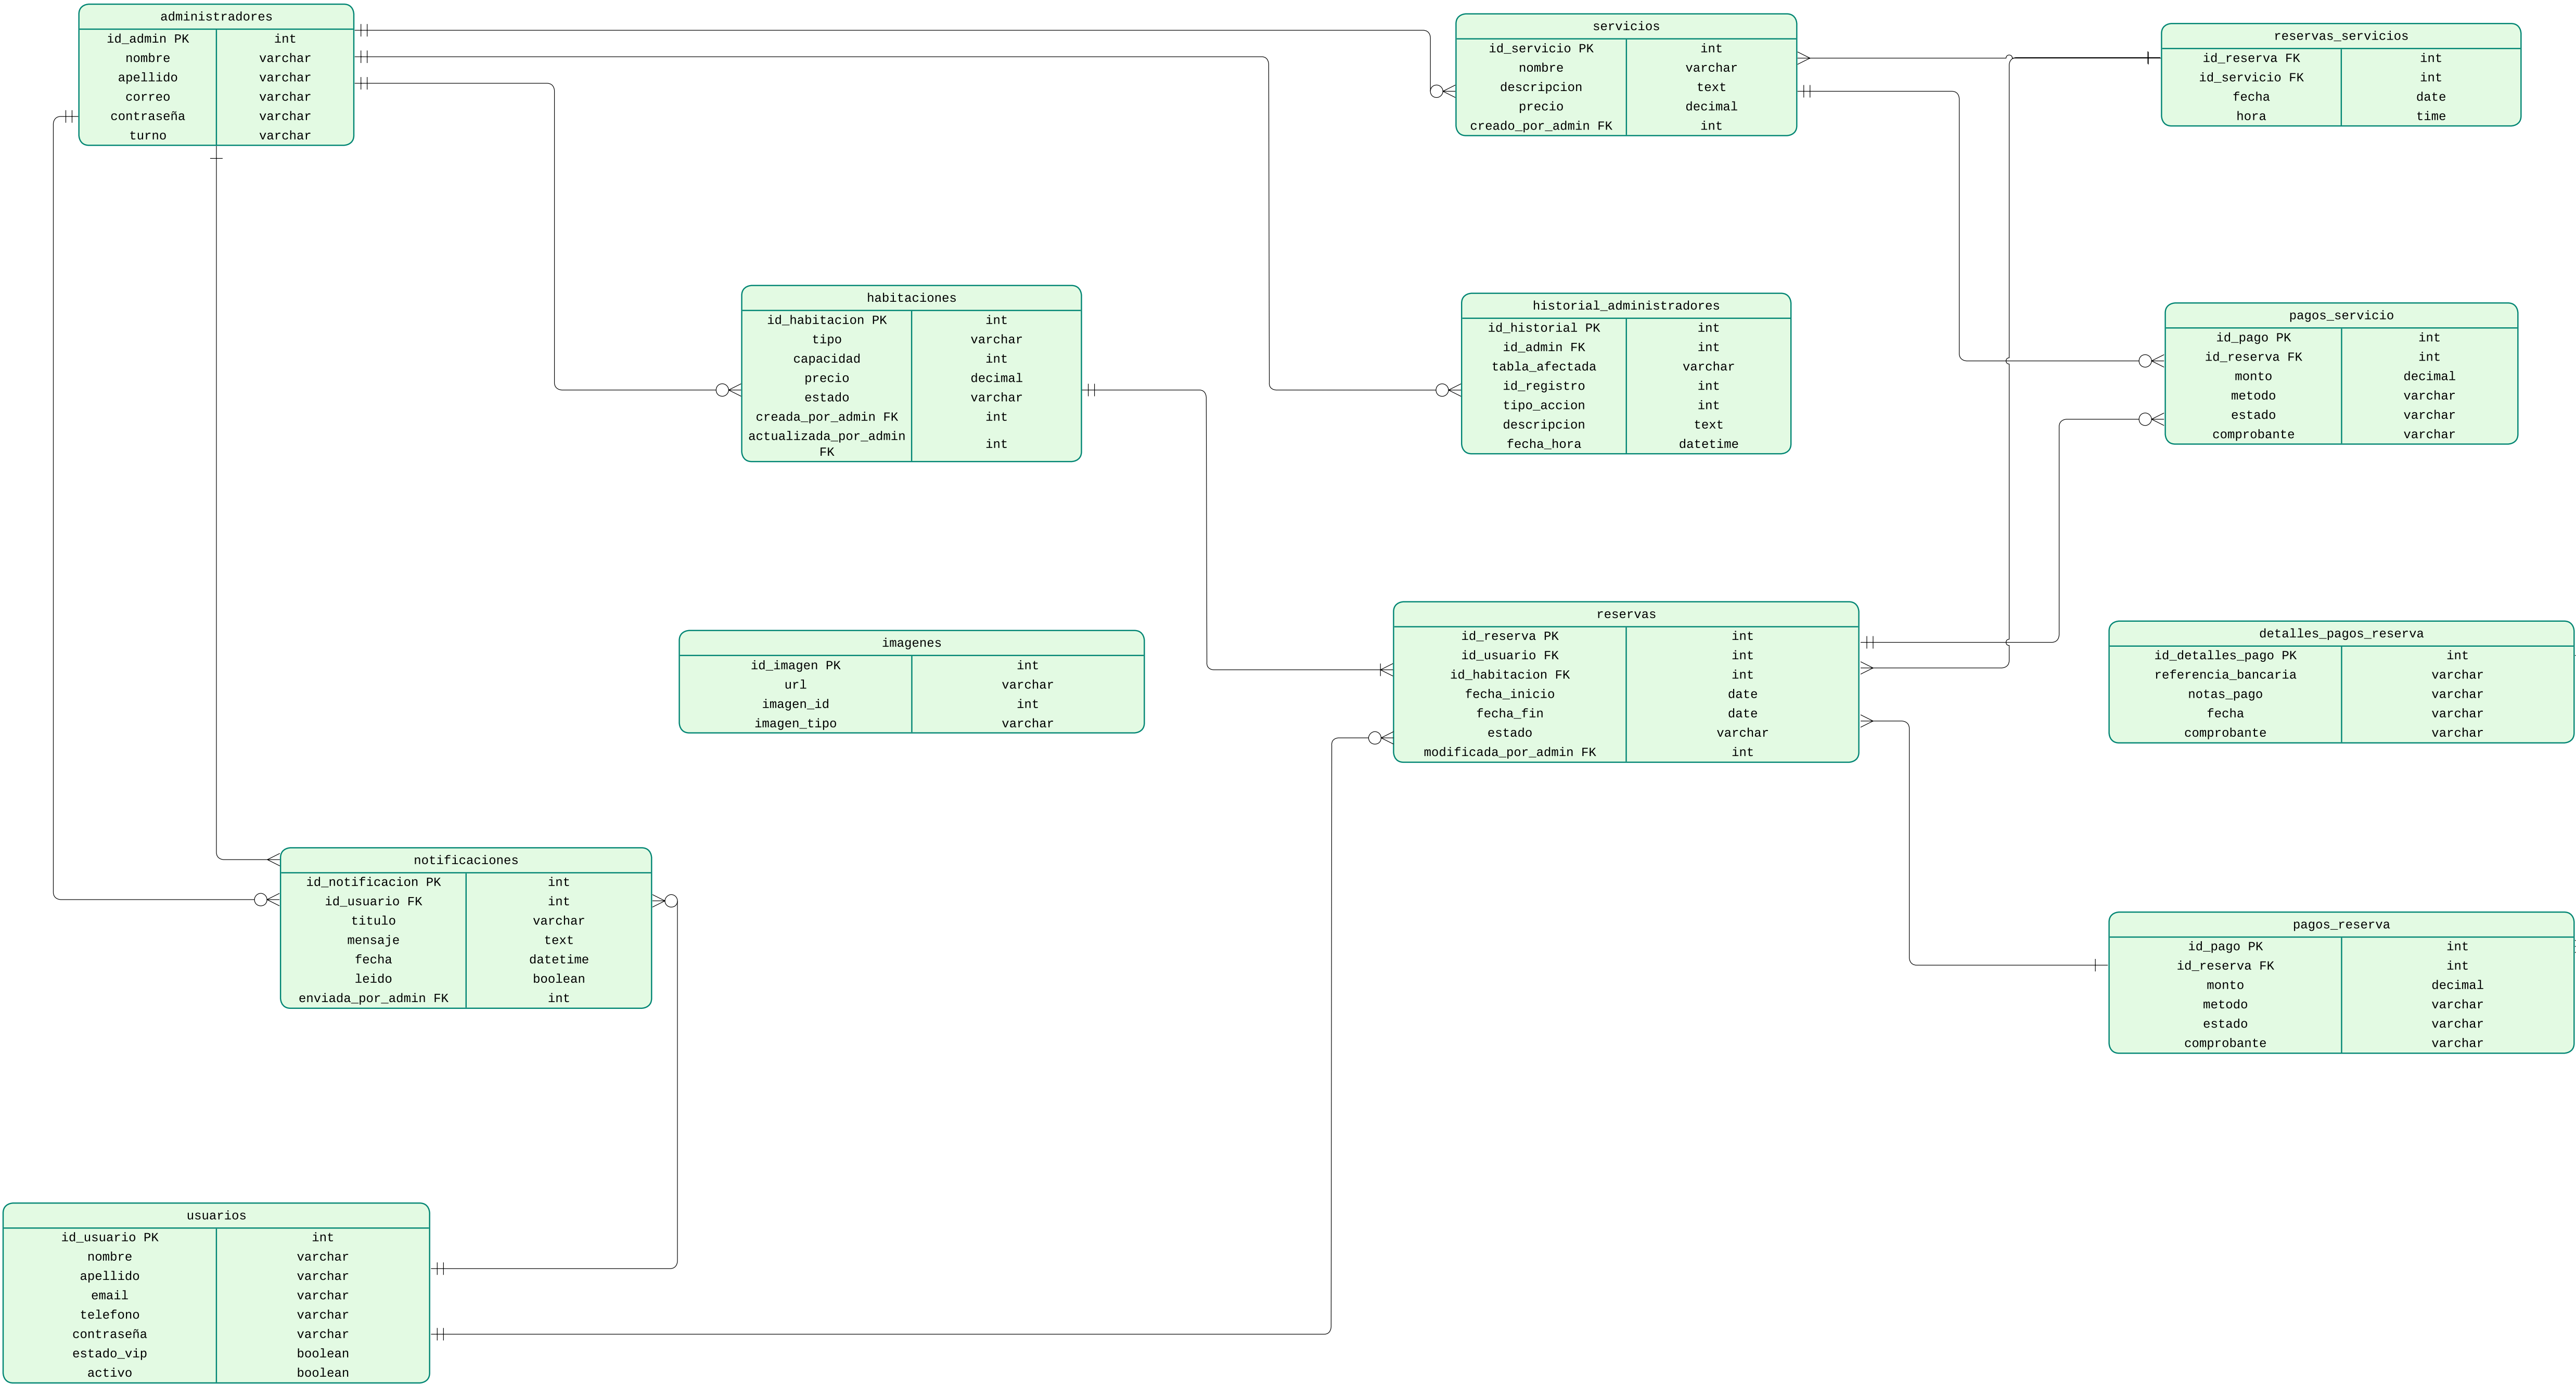 administradores
id_admin PK int
nombre varchar
apellido varchar
correo varchar
contraseña varchar
turno varchar
servicios
id_servicio PK int
nombre varchar
descripcion text
precio decimal
creado_por_admin FK int
reservas_servicios
id_reserva FK int
id_servicio FK int
fecha date
hora time
habitaciones
id_habitacion PK int
tipo varchar
capacidad int
precio decimal
estado varchar
creada_por_admin FK int
actualizada_por_admin
FK int
historial_administradores
id_historial PK int
id_admin FK int
tabla_afectada varchar
id_registro int
tipo_accion int
descripcion text
fecha_hora datetime
pagos_servicio
id_pago PK int
id_reserva FK int
monto decimal
metodo varchar
estado varchar
comprobante varchar
imagenes
id_imagen PK int
url varchar
imagen_id int
imagen_tipo varchar
reservas
id_reserva PK int
id_usuario FK int
id_habitacion FK int
fecha_inicio date
fecha_fin date
estado varchar
modificada_por_admin FK int
detalles_pagos_reserva
id_detalles_pago PK int
referencia_bancaria varchar
notas_pago varchar
fecha varchar
comprobante varchar
notificaciones
id_notificacion PK int
id_usuario FK int
titulo varchar
mensaje text
fecha datetime
leido boolean
enviada_por_admin FK int
pagos_reserva
id_pago PK int
id_reserva FK int
monto decimal
metodo varchar
estado varchar
comprobante varchar
usuarios
id_usuario PK int
nombre varchar
apellido varchar
email varchar
telefono varchar
contraseña varchar
estado_vip boolean
activo boolean